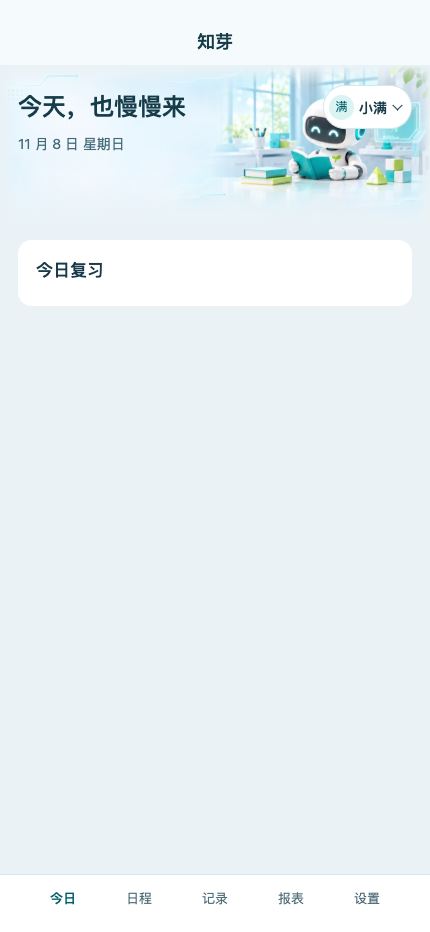 知芽
今天，也慢慢来
满 小满
11 月 8 日 星期日
今日复习
今日 日程 记录 报表 设置